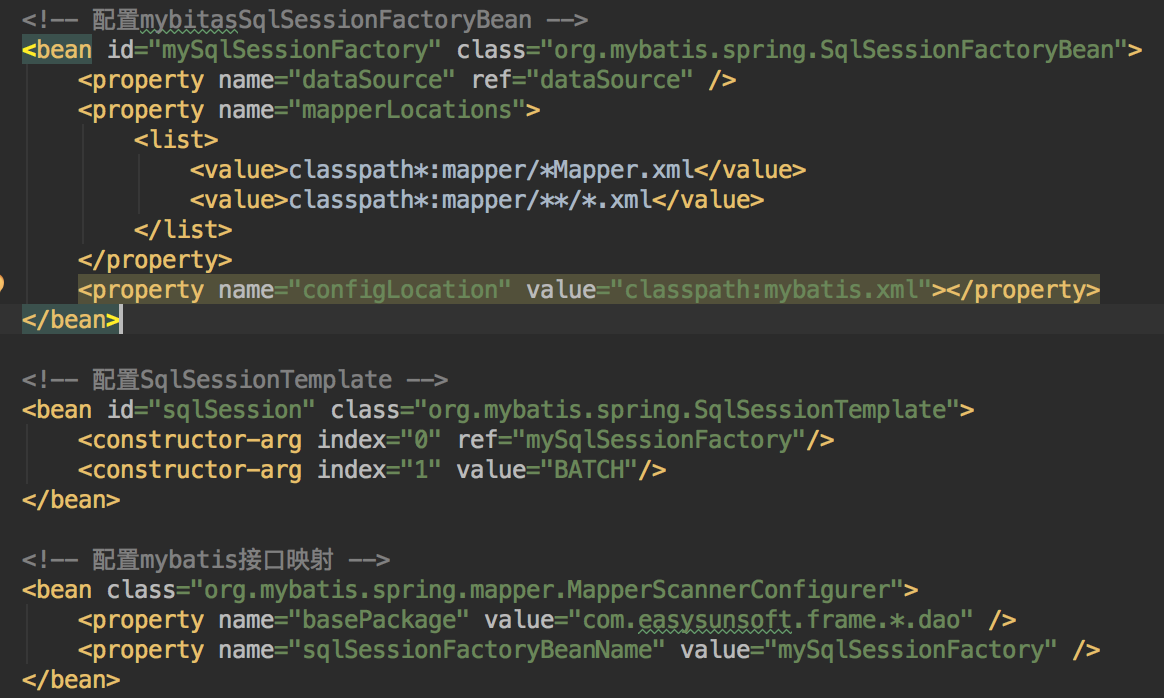 <!-- 配置mybitasSqlSessionFactoryBean -->
<bean id="mySqlSessionFactory" class="org.mybatis.spring.SqlSessionFactoryBean">
    <property name="dataSource" ref="dataSource" />
    <property name="mapperLocations">
        <list>
            <value>classpath*:mapper/*Mapper.xml</value>
            <value>classpath*:mapper/**/*.xml</value>
        </list>
    </property>
    <property name="configLocation" value="classpath:mybatis.xml"></property>
</bean>
<!-- 配置SqlSessionTemplate -->
<bean id="sqlSession" class="org.mybatis.spring.SqlSessionTemplate">
    <constructor-arg index="0" ref="mySqlSessionFactory"/>
    <constructor-arg index="1" value="BATCH"/>
</bean>
<!-- 配置mybatis接口映射 -->
<bean class="org.mybatis.spring.mapper.MapperScannerConfigurer">
    <property name="basePackage" value="com.easysunsoft.frame.*.dao" />
    <property name="sqlSessionFactoryBeanName" value="mySqlSessionFactory" />
</bean>